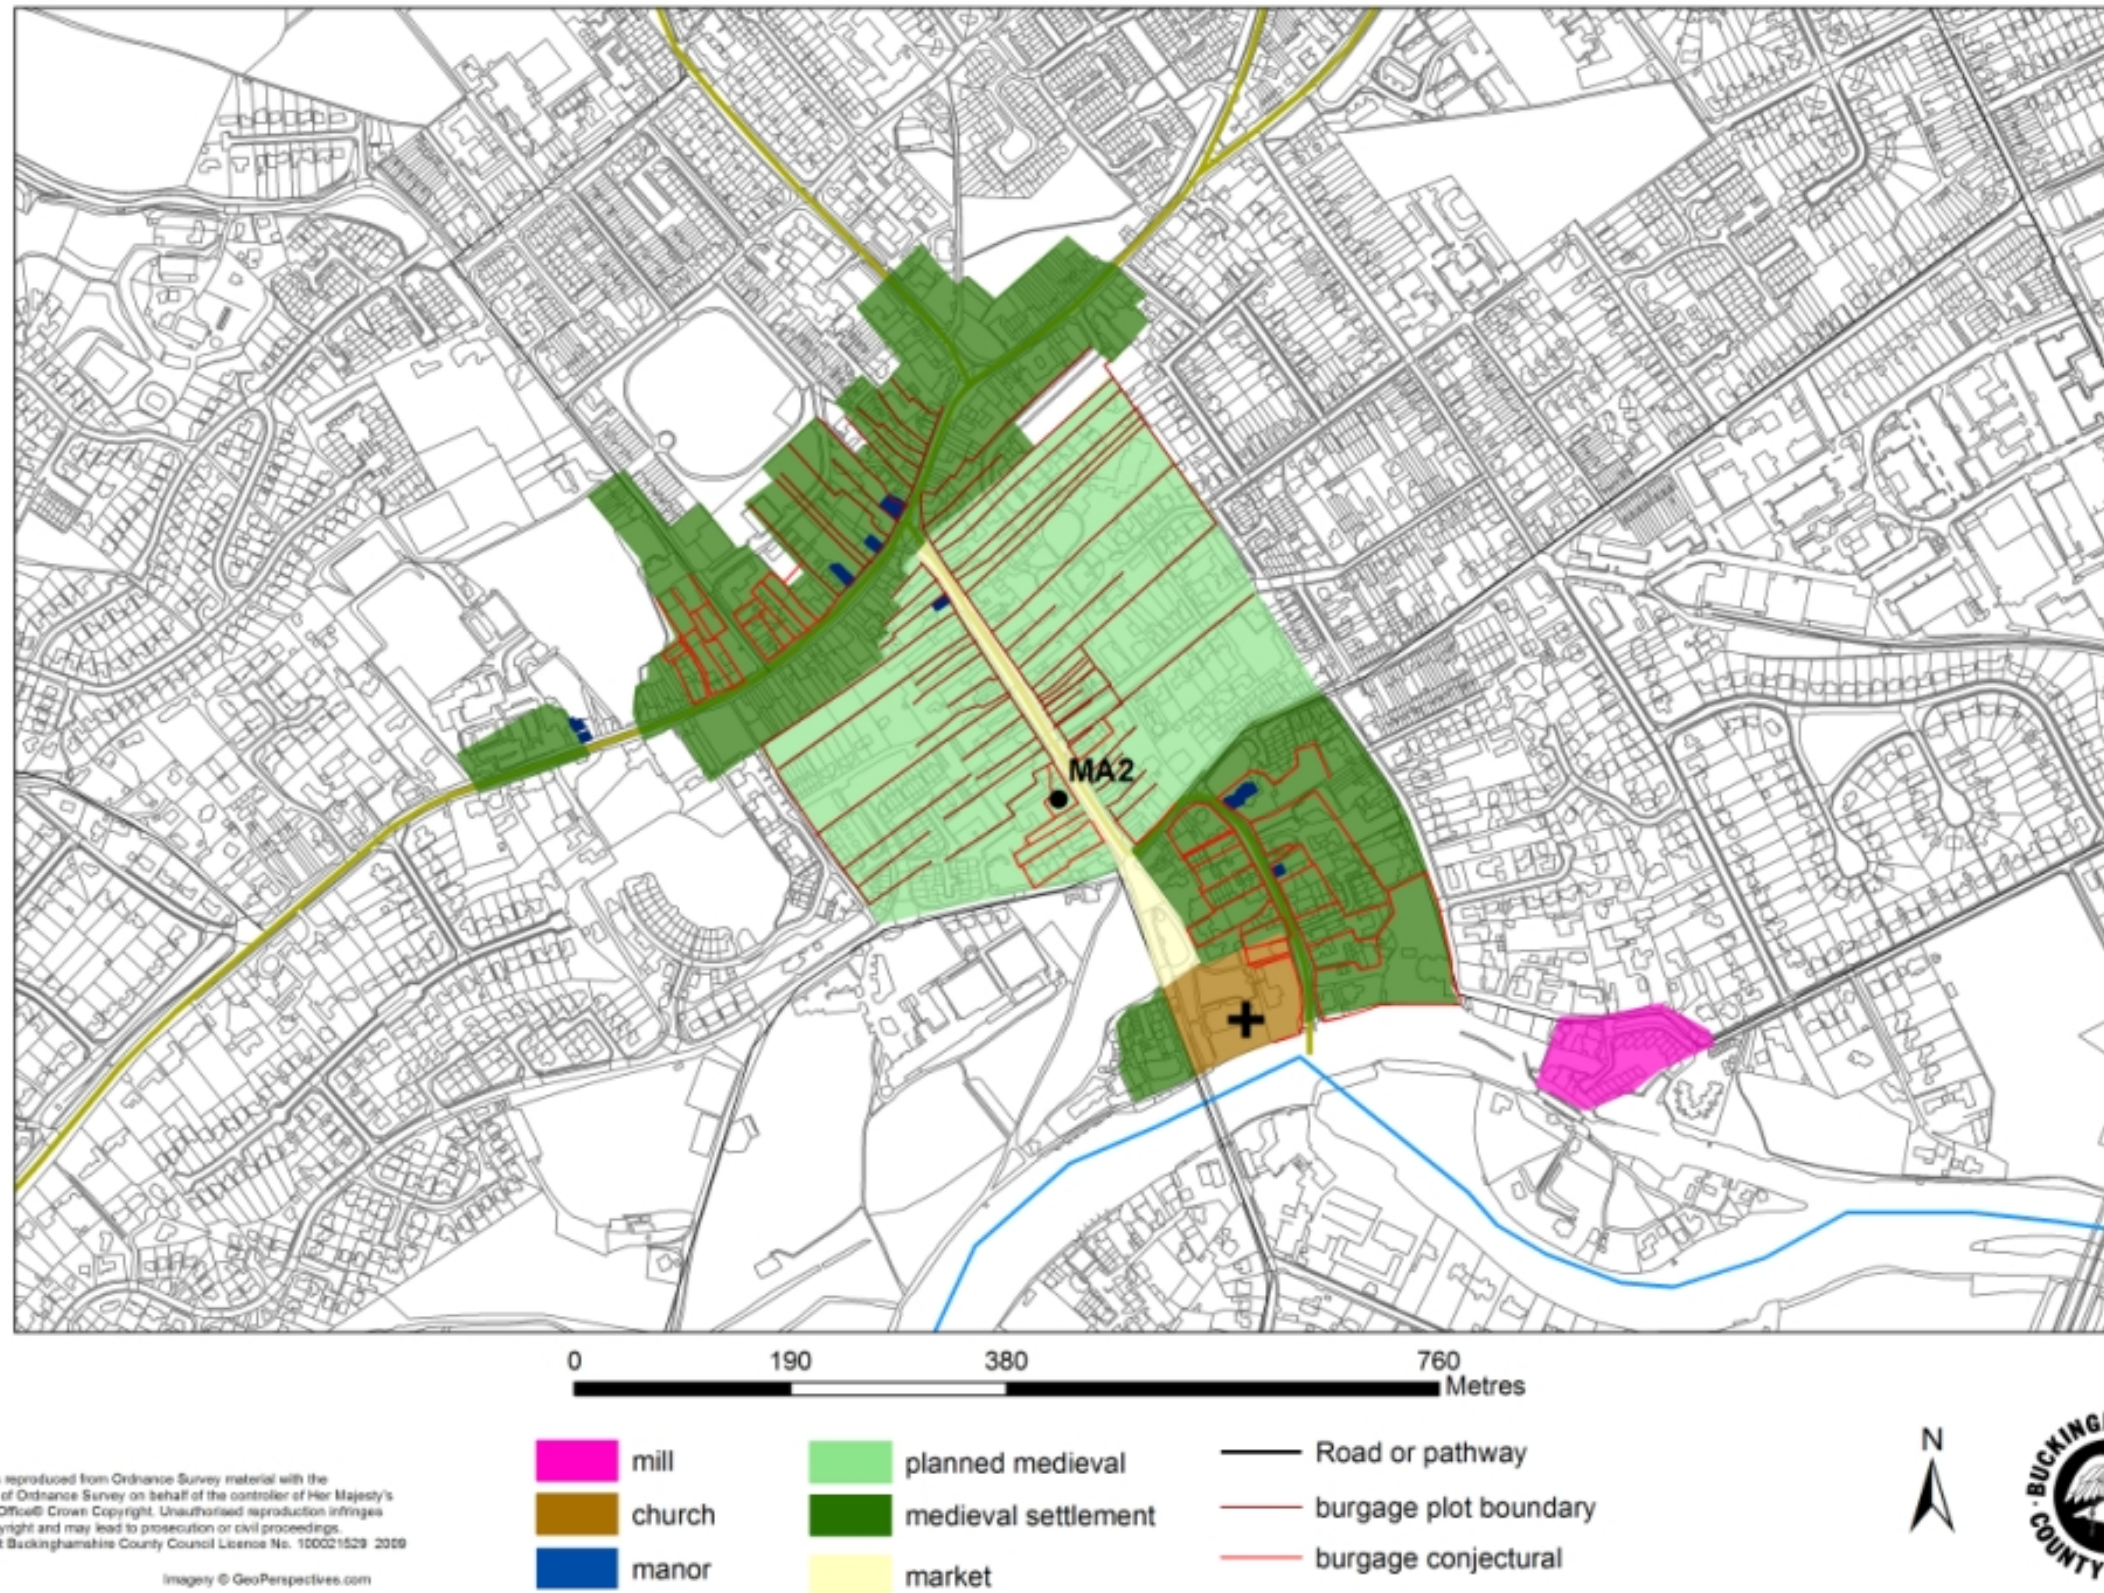 MA2
0 190 380 760
Metres
mill
church
manor
planned medieval
medieval settlement
market
Road or pathway
burgage plot boundary
burgage conjectural
N
reproduced from Ordnance Survey material with the
of Ordnance Survey on behalf of the controller of Her Majesty's
Office© Crown Copyright. Unauthorised reproduction infringes
yright and may lead to prosecution or civil proceedings.
Buckinghamshire County Council Licence No. 100021529 2009
Imagery © GeoPerspectives.com
BUCKINGHA
COUNTY